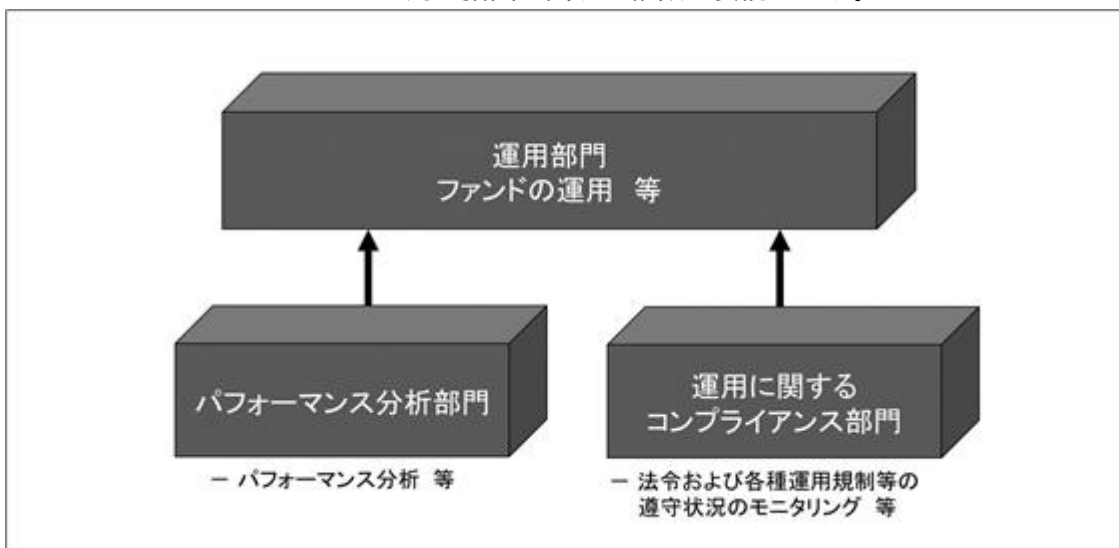 運用部門
ファンドの運用 等
パフォーマンス分析部門
運用に関する
コンプライアンス部門
－ パフォーマンス分析 等
－ 法令および各種運用規制等の
遵守状況のモニタリング 等